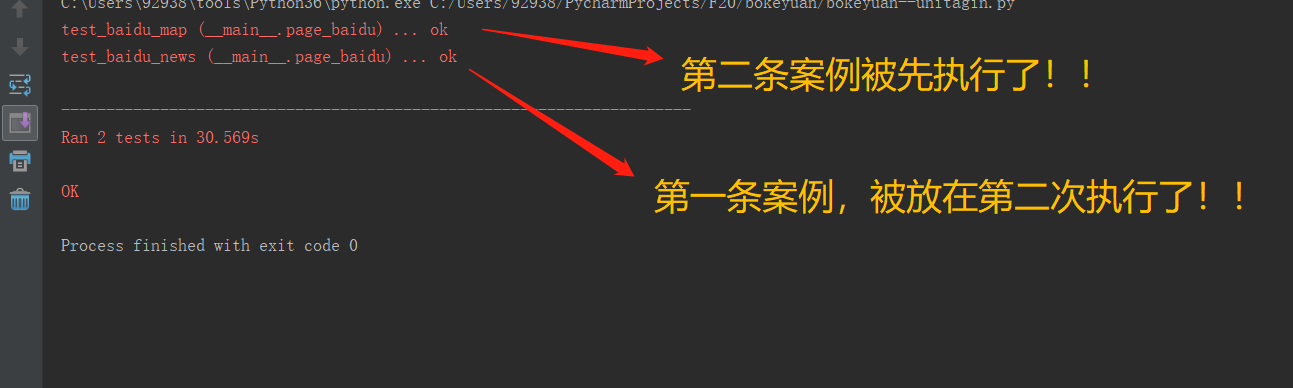 C:\Users\92938\tools\Python36\python.exe C:/Users/92938/PycharmProjects/F20/bokeyuan/bokeyuan--unitagin.py
test_baidu_map (__main__.page_baidu) ... ok
test_baidu_news (__main__.page_baidu) ... ok
第二条案例被先执行了！！
----------------------------------------------------------------------
Ran 2 tests in 30.569s
OK
第一条案例，被放在第二次执行了！！
Process finished with exit code 0